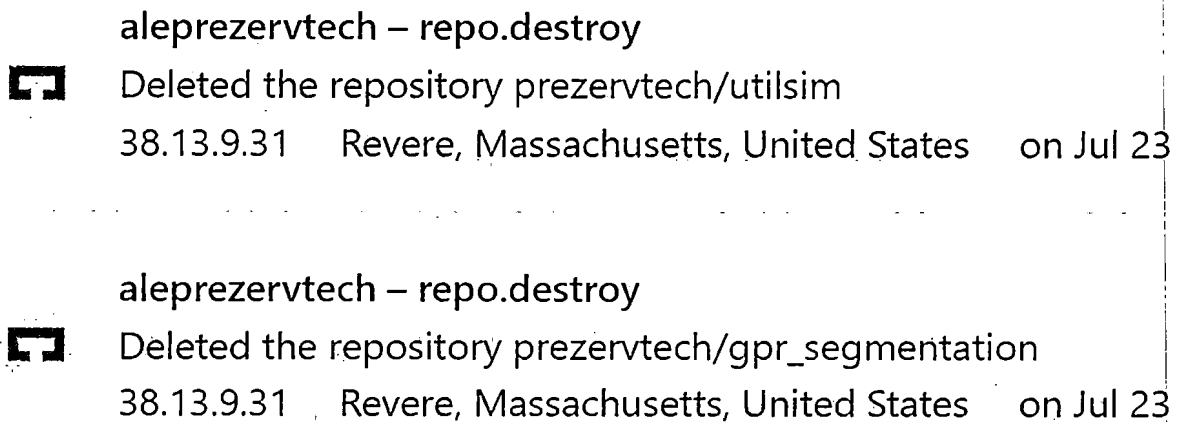 aleprezervtech – repo.destroy
Deleted the repository prezervtech/utilsim
38.13.9.31 Revere, Massachusetts, United States on Jul 23
aleprezervtech – repo.destroy
Deleted the repository prezervtech/gpr_segmentation
38.13.9.31 Revere, Massachusetts, United States on Jul 23